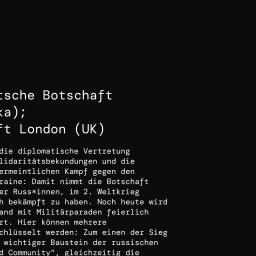 tsche Botschaft
ka);
ft London (UK)
die diplomatische Vertretung
lidaritätsbekundungen und die
ermeintlichen Kampf gegen den
raine: Damit nimmt die Botschaft
er Russ*innen, im 2. Weltkrieg
h bekämpft zu haben. Noch heute wird
and mit Militärparaden feierlich
rt. Hier können mehrere
chlüsselt werden: Zum einen der Sieg
wichtiger Baustein der russischen
d Community", gleichzeitig die